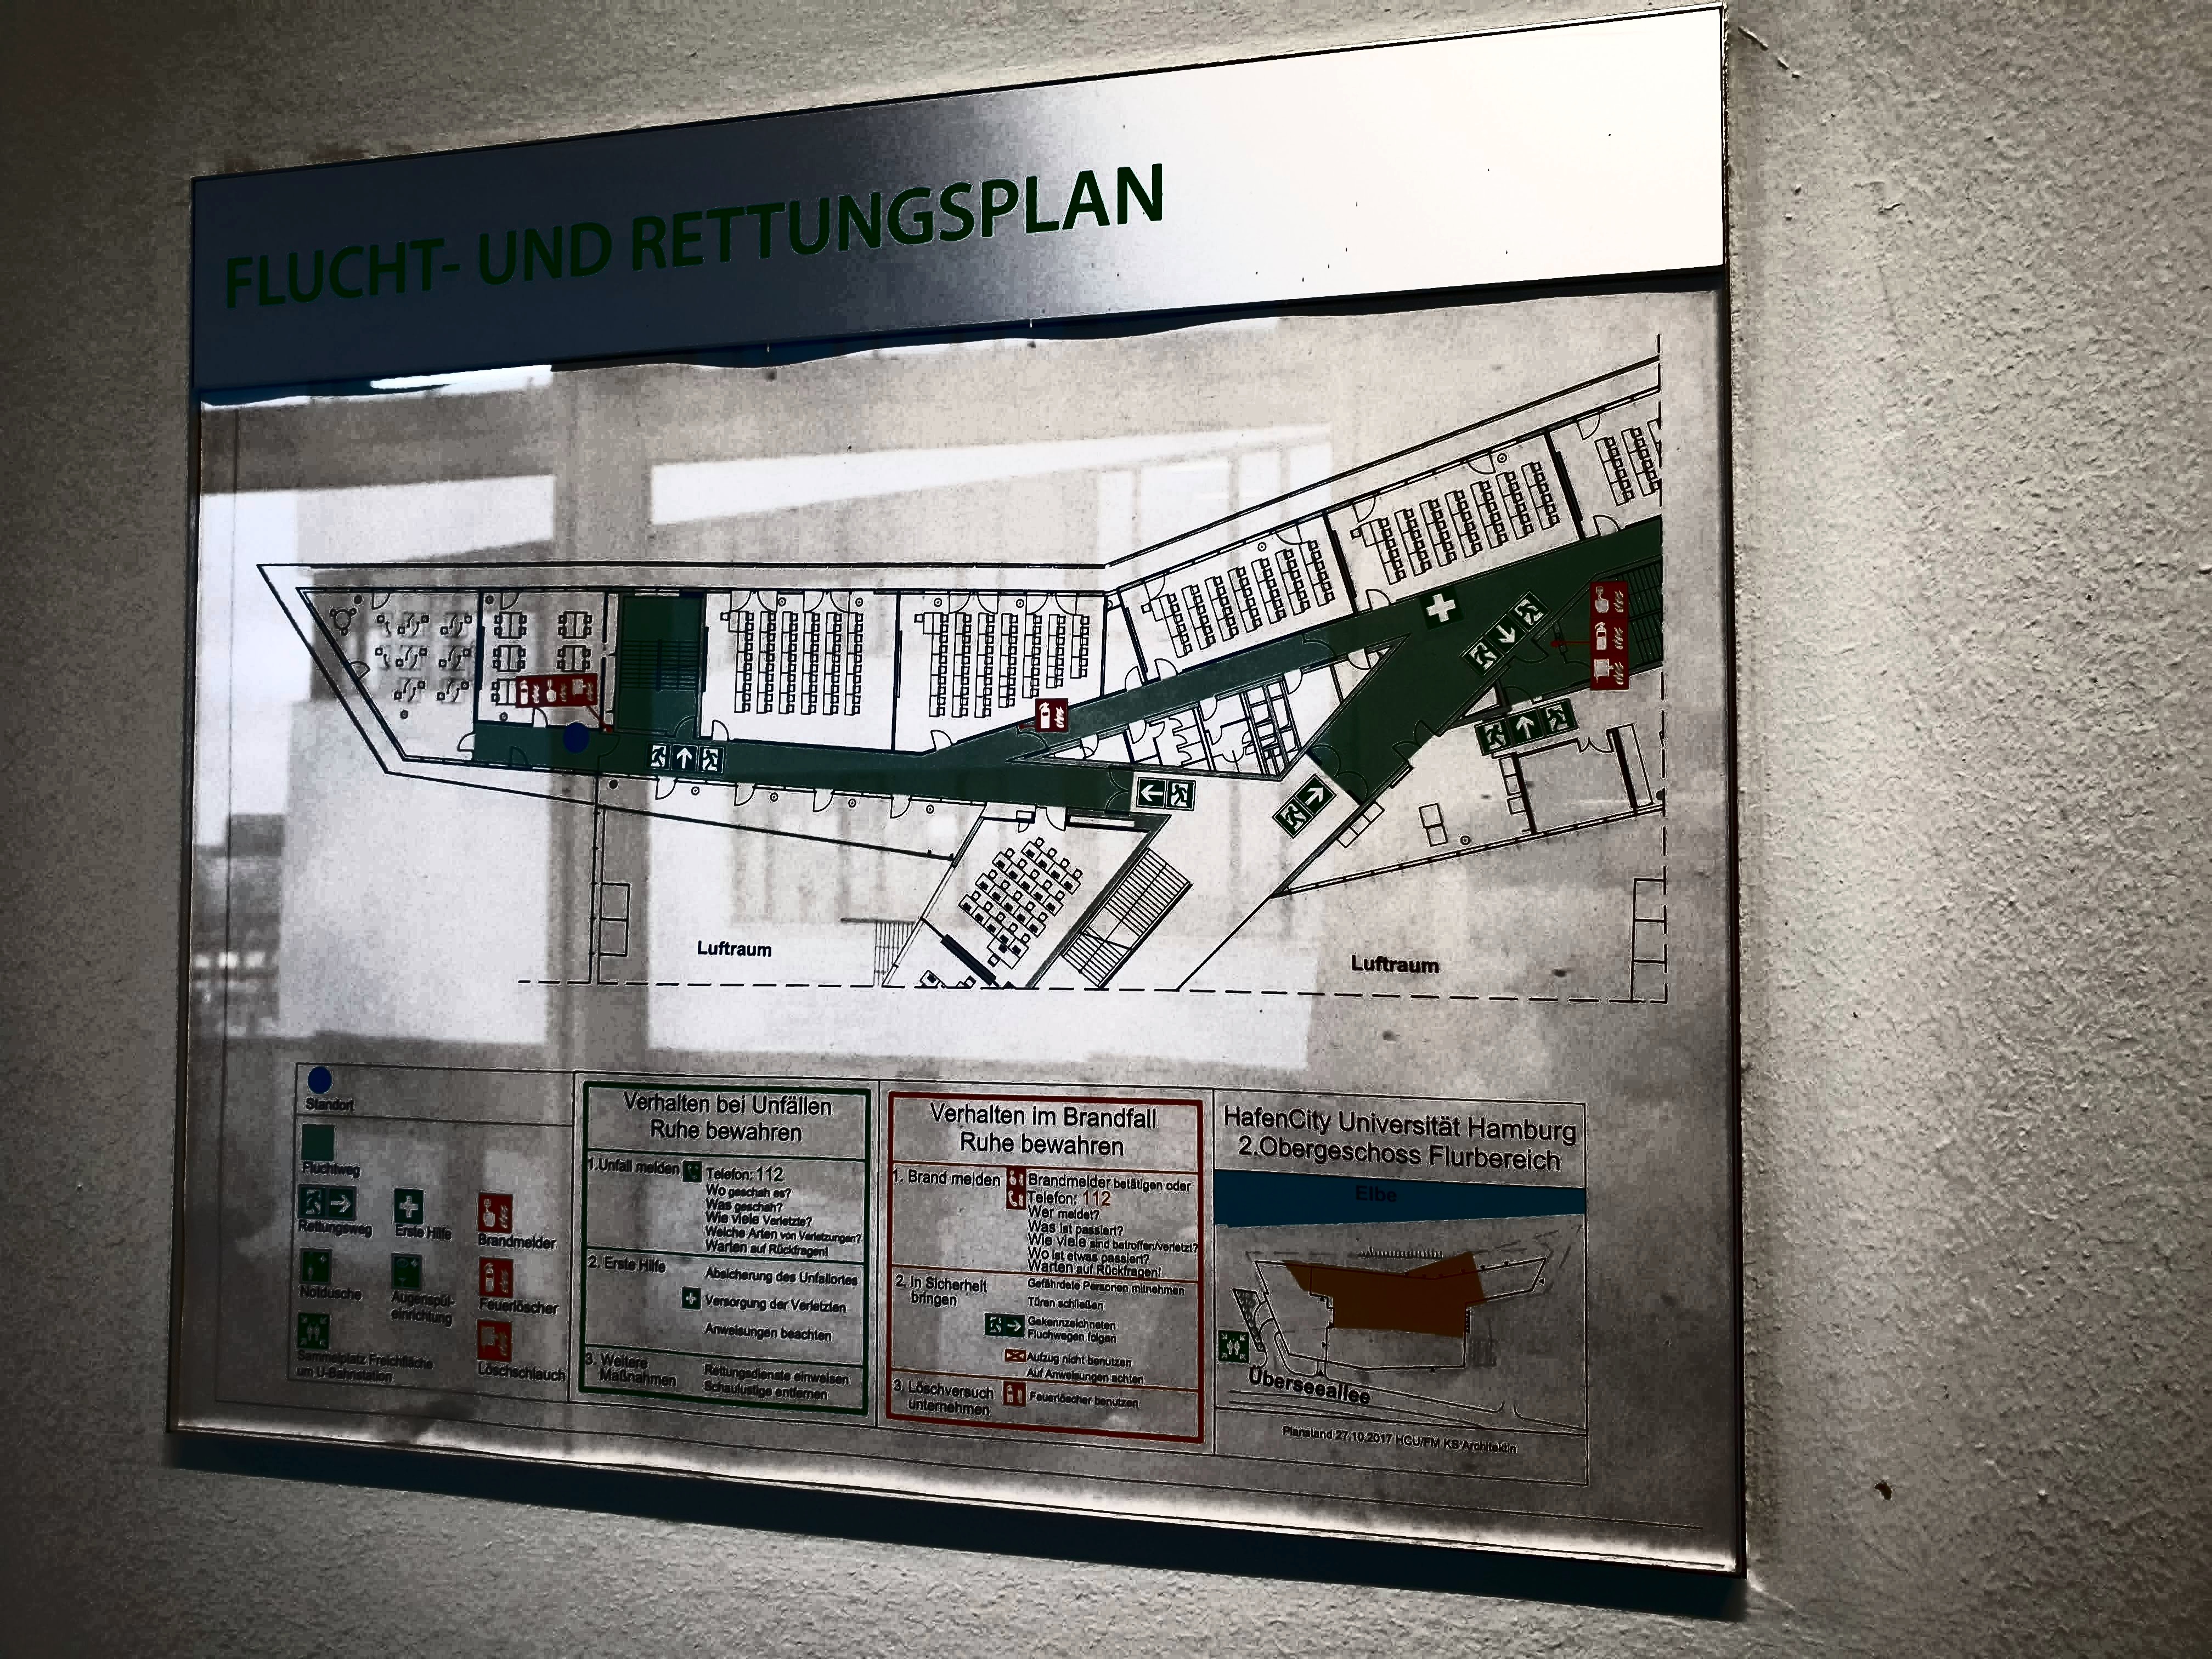 FLUCHT- UND RETTUNGSPLAN
Luftraum
Luftraum
Standort
Fluchtweg
Rettungsweg
Erste Hilfe
Brandmelder
Notdusche
Augenspül-
einrichtung
Feuerlöscher
Sammelplatz Freichfläche
um U-Bahnstation
Löschschlauch
Verhalten bei Unfällen
Ruhe bewahren
1.Unfall melden
Telefon: 112
Wo geschah es?
Was geschah?
Wie viele Verletzte?
Welche Arten von Verletzungen?
Warten auf Rückfragen!
2. Erste Hilfe
Absicherung des Unfallortes
Versorgung der Verletzten
Anweisungen beachten
3. Weitere
Maßnahmen
Rettungsdienste einweisen
Schaulustige entfernen
Verhalten im Brandfall
Ruhe bewahren
1. Brand melden
Brandmelder betätigen oder
Telefon: 112
Wer meldet?
Was ist passiert?
Wie viele sind betroffen/verletzt?
Wo ist etwas passiert?
Warten auf Rückfragen!
2. In Sicherheit
bringen
Gefährdete Personen mitnehmen
Türen schließen
Gekennzeichneten
Fluchwegen folgen
Aufzug nicht benutzen
Auf Anweisungen achten
3. Löschversuch
unternehmen
Feuerlöscher benutzen
HafenCity Universität Hamburg
2.Obergeschoss Flurbereich
Elbe
Überseeallee
Planstand 27.10.2017 HCU/FM KS Architektin